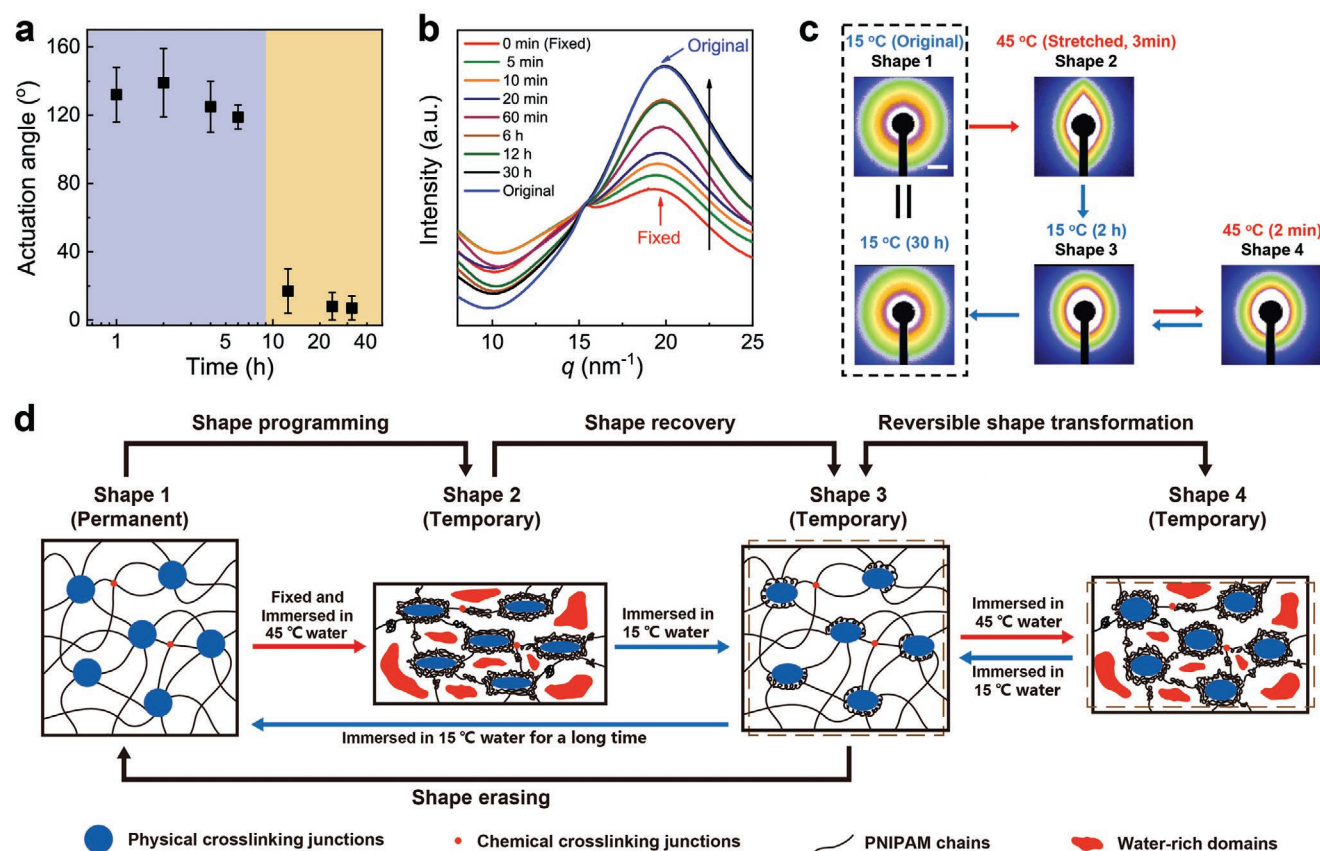 a
160
120
80
40
0
Actuation angle (°)
1
10
20
40
Time (h)
b
0 min (Fixed)
5 min
10 min
20 min
60 min
6 h
12 h
30 h
Original
Original
Fixed
Intensity (a.u.)
10
15
20
25
q (nm⁻¹)
c
15 °C (Original)
Shape 1
45 °C (Stretched, 3min)
Shape 2
15 °C (30 h)
15 °C (2 h)
Shape 3
45 °C (2 min)
Shape 4
d
Shape programming
Shape recovery
Reversible shape transformation
Shape 1
(Permanent)
Shape 2
(Temporary)
Shape 3
(Temporary)
Shape 4
(Temporary)
Fixed and
Immersed in
45 ℃ water
Immersed in
15 ℃ water
Immersed in
45 ℃ water
Immersed in
15 ℃ water
Immersed in 15 ℃ water for a long time
Shape erasing
Physical crosslinking junctions
Chemical crosslinking junctions
PNIPAM chains
Water-rich domains